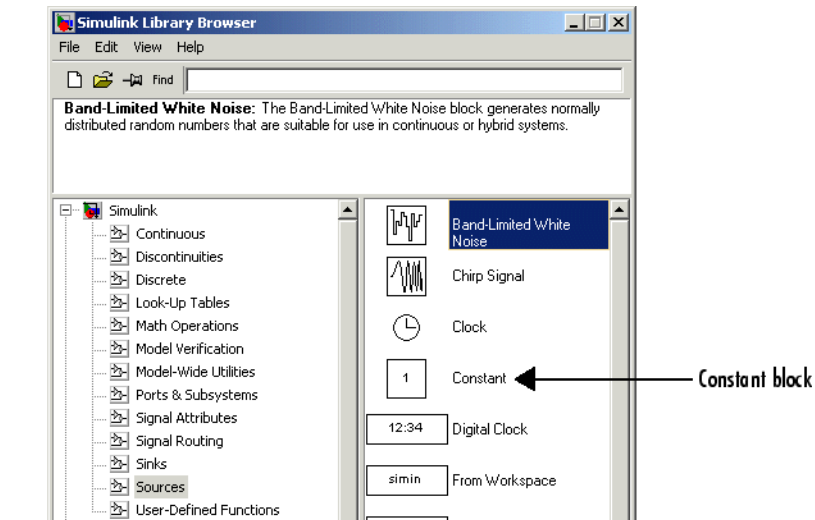 Simulink Library Browser
File Edit View Help
Find
Band-Limited White Noise: The Band-Limited White Noise block generates normally
distributed random numbers that are suitable for use in continuous or hybrid systems.
Simulink
Continuous
Discontinuities
Discrete
Look-Up Tables
Math Operations
Model Verification
Model-Wide Utilities
Ports & Subsystems
Signal Attributes
Signal Routing
Sinks
Sources
User-Defined Functions
Band-Limited White
Noise
Chirp Signal
Clock
1 Constant
12:34 Digital Clock
simin From Workspace
Constant block